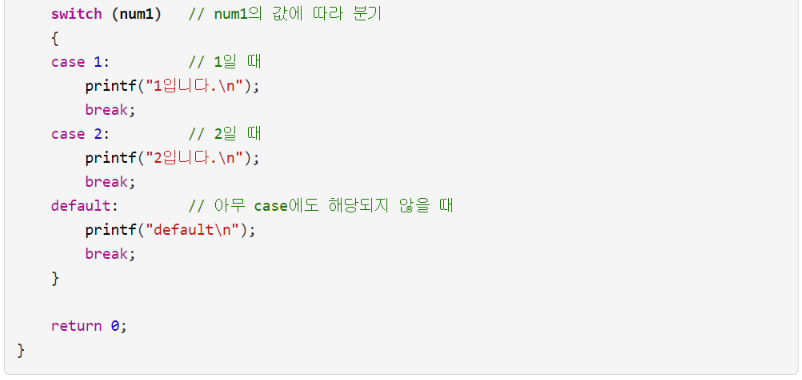 switch (num1)   // num1의 값에 따라 분기
{
case 1:         // 1일 때
    printf("1입니다.\n");
    break;
case 2:         // 2일 때
    printf("2입니다.\n");
    break;
default:        // 아무 case에도 해당되지 않을 때
    printf("default\n");
    break;
}
return 0;
}